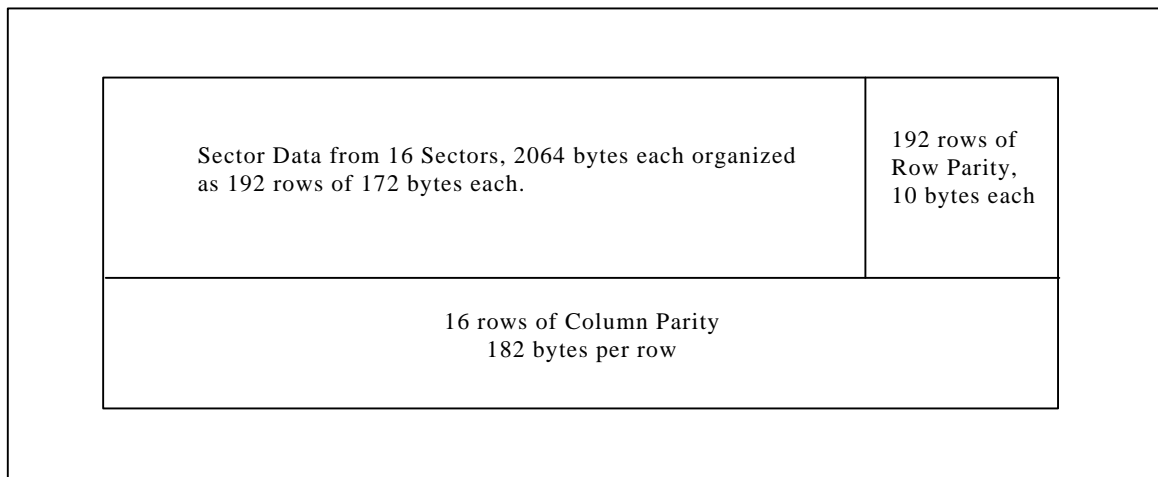 Sector Data from 16 Sectors, 2064 bytes each organized
as 192 rows of 172 bytes each.
192 rows of
Row Parity,
10 bytes each
16 rows of Column Parity
182 bytes per row